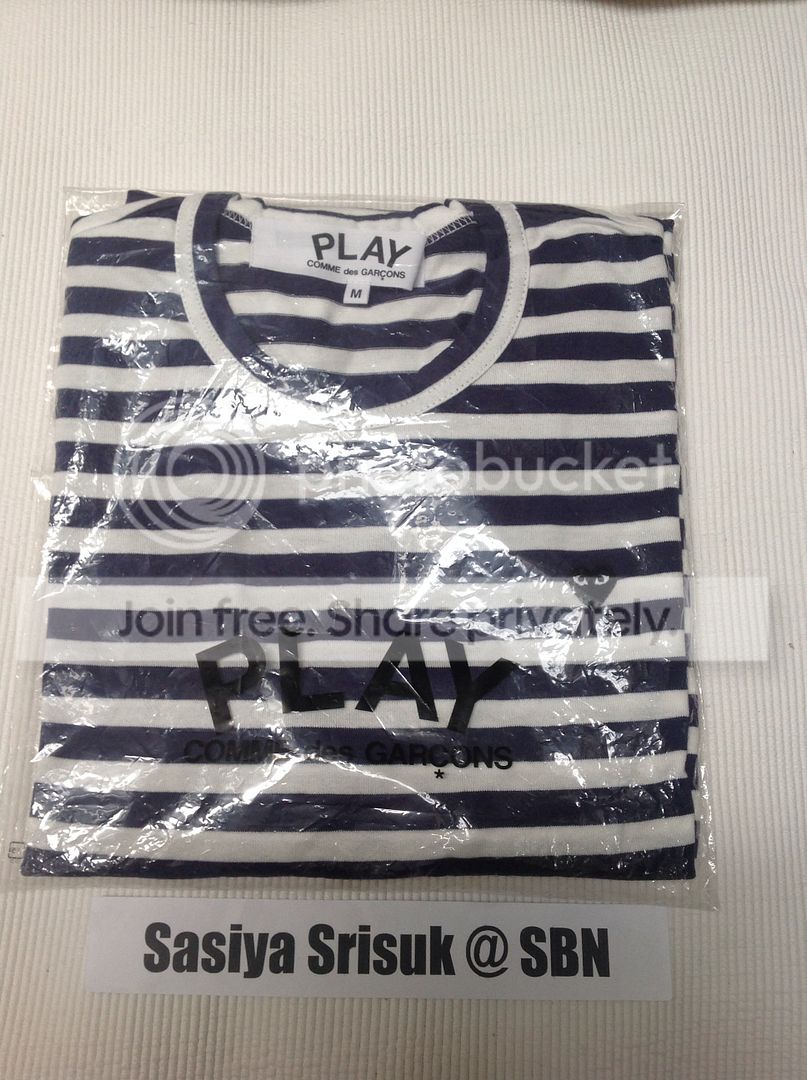 PLAY
COMME des GARÇONS
M
photobucket
Join free. Share privately.
PLAY
COMME des GARÇONS
*
Sasiya Srisuk @ SBN